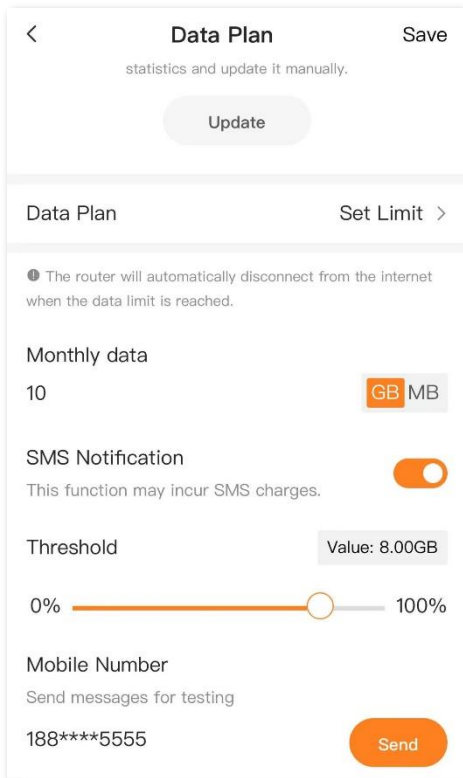 Data Plan Save
statistics and update it manually.
Update
Data Plan Set Limit >
The router will automatically disconnect from the internet
when the data limit is reached.
Monthly data
10 GB MB
SMS Notification
This function may incur SMS charges.
Threshold Value: 8.00GB
0% 100%
Mobile Number
Send messages for testing
188****5555 Send